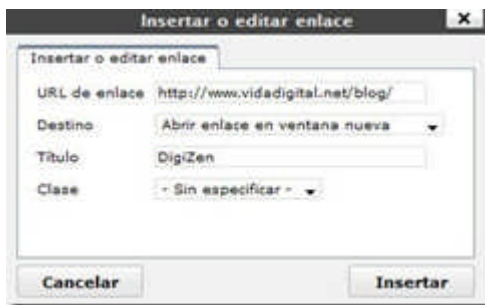 Insertar o editar enlace
Insertar o editar enlace
URL de enlace http://www.vidadigital.net/blog/
Destino Abrir enlace en ventana nueva
Título DigiZen
Clase - Sin especificar -
Cancelar Insertar